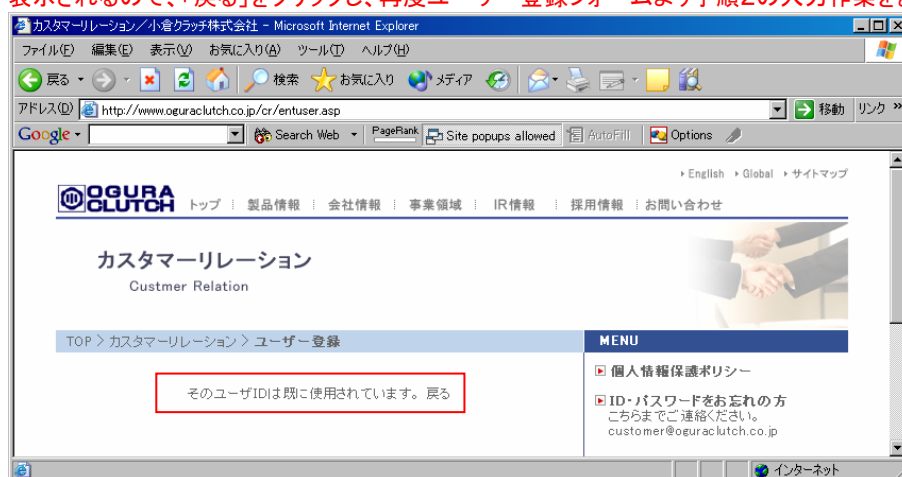 表示されるので、「戻る」をクリックし、再度ユーザー登録フォームより手順2の入力作業を
カスタマーリレーション／小倉クラッチ株式会社 - Microsoft Internet Explorer
ファイル(F) 編集(E) 表示(V) お気に入り(A) ツール(T) ヘルプ(H)
戻る 検索 お気に入り メディア
アドレス(D) http://www.oguraclutch.co.jp/cr/entuser.asp 移動 リンク »
Google Search Web PageRank Site popups allowed AutoFill Options
English Global サイトマップ
OGURA CLUTCH トップ 製品情報 会社情報 事業領域 IR情報 採用情報 お問い合わせ
カスタマーリレーション
Custmer Relation
TOP > カスタマーリレーション > ユーザー登録
MENU
そのユーザIDは既に使用されています。戻る
個人情報保護ポリシー
ID・パスワードをお忘れの方
こちらまでご連絡ください。
customer@oguraclutch.co.jp
インターネット